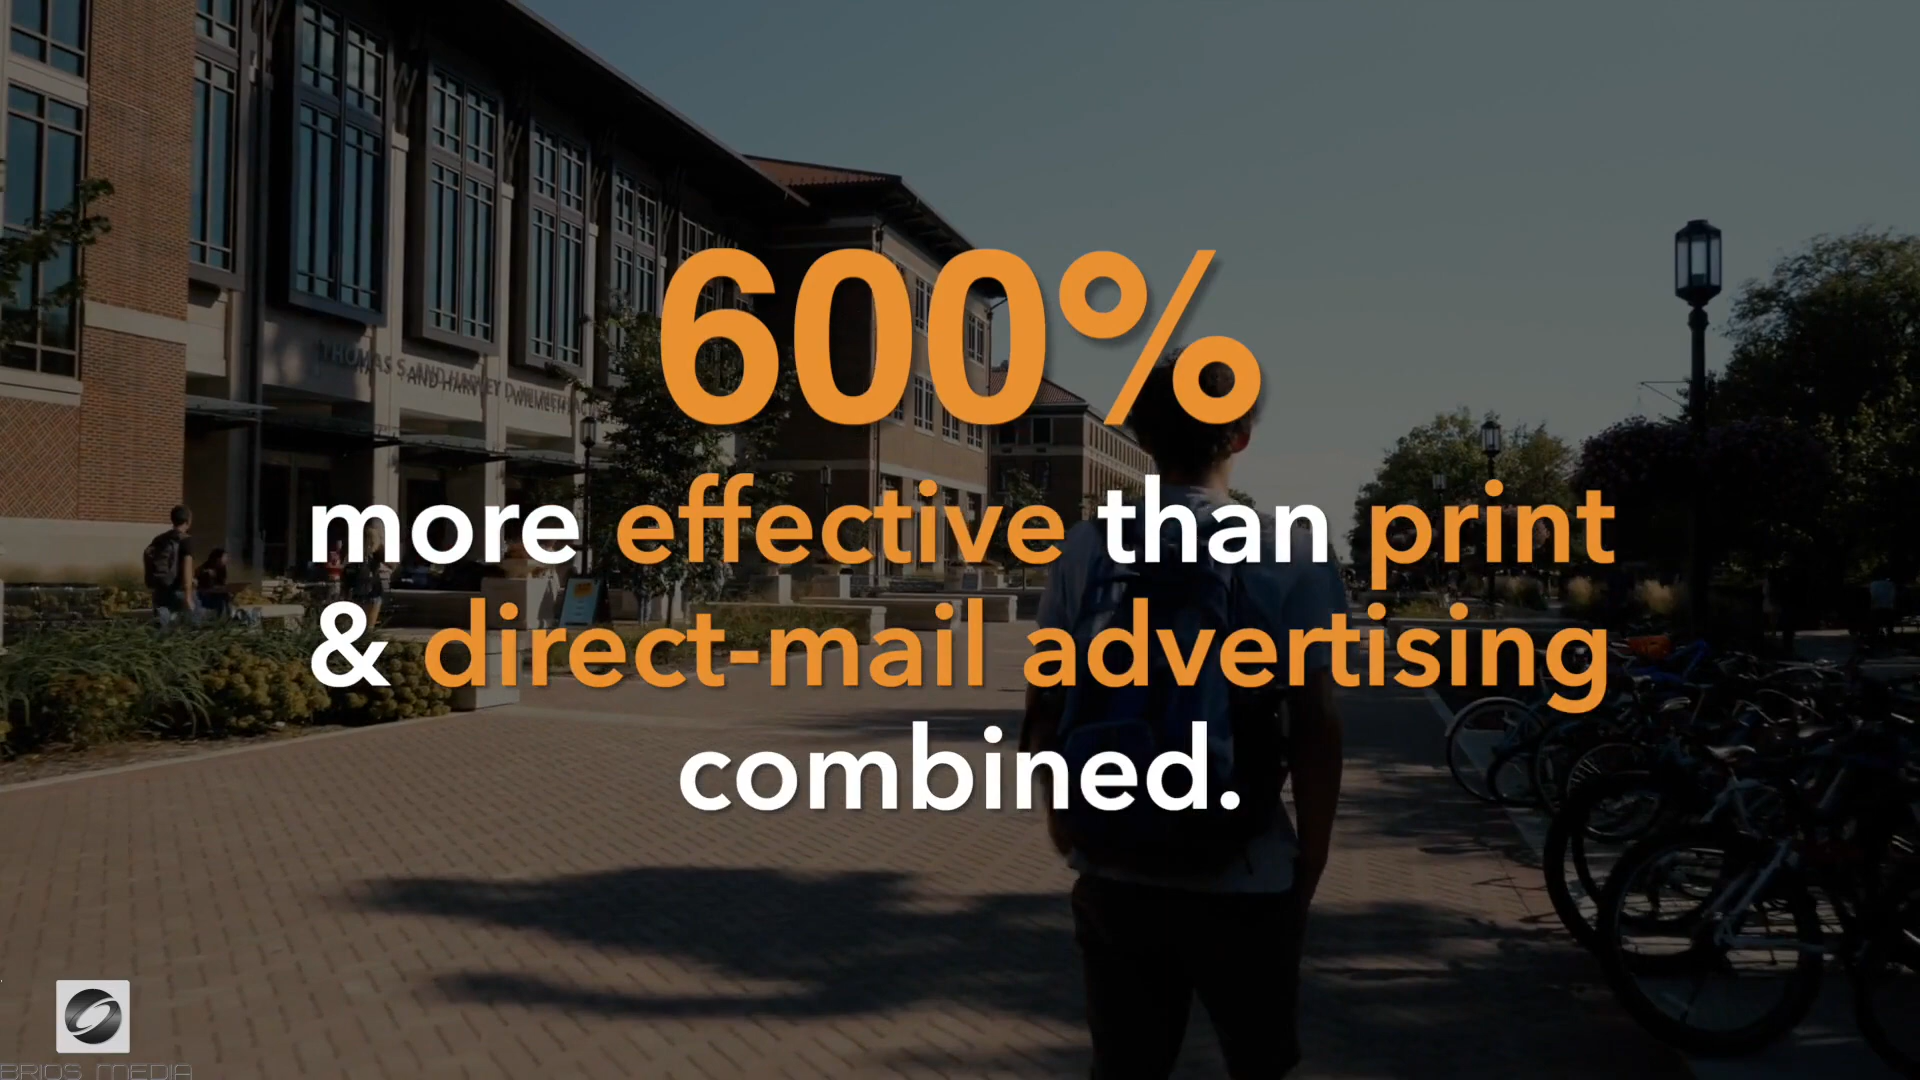 600%
more effective than print
& direct-mail advertising
combined.
THOMAS S. AND HARVEY D. WILMETH
BRIOS MEDIA